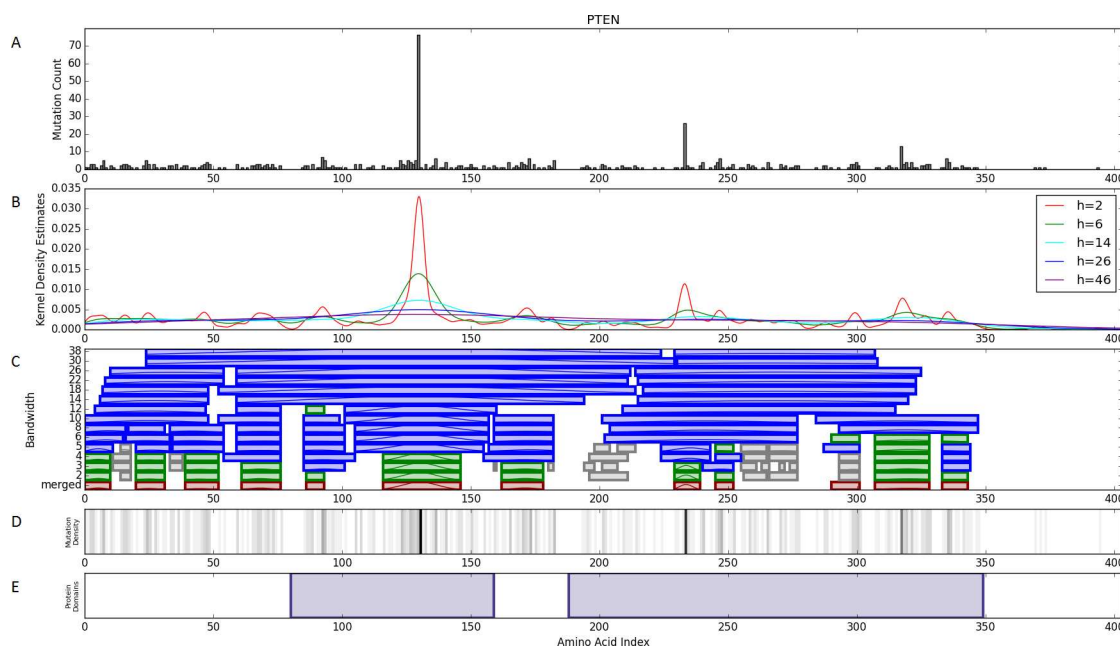 PTEN
A
Mutation Count
70
60
50
40
30
20
10
0
0 50 100 150 200 250 300 350 400
B
Kernel Density Estimates
0.035
0.030
0.025
0.020
0.015
0.010
0.005
0.000
h=2
h=6
h=14
h=26
h=46
0 50 100 150 200 250 300 350 400
C
Bandwidth
38
30
26
22
18
14
12
10
8
6
5
4
3
2
merged
0 50 100 150 200 250 300 350 400
D
Mutation
Density
0 50 100 150 200 250 300 350 400
E
Protein
Domains
0 50 100 150 200 250 300 350 400
Amino Acid Index